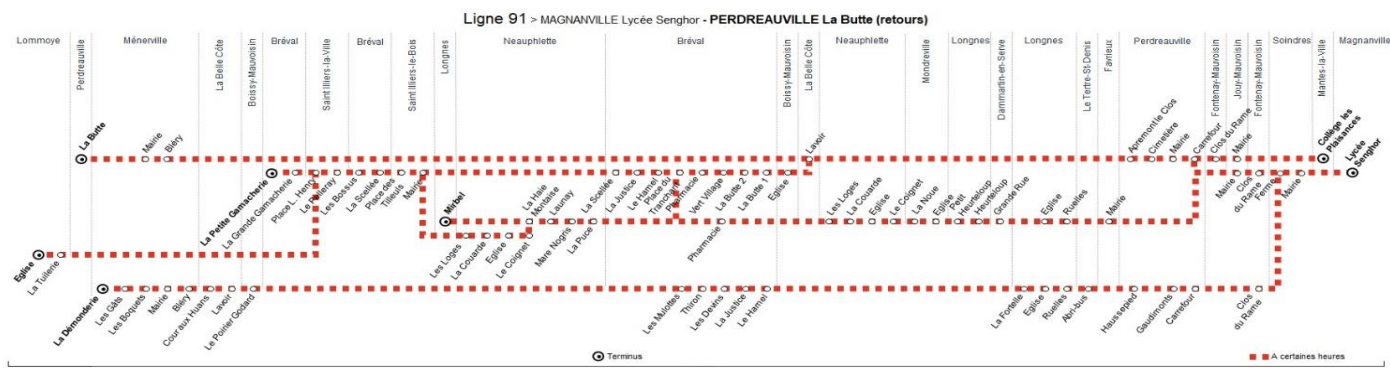 Ligne 91 > MAGNANVILLE Lycée Senghor - PERDREAUVILLE La Butte (retours)
Lommoye
Perdreauville
Ménerville
La Belle Côte
Boissy-Mauvoisin
Bréval
Saint Illiers-la-Ville
Bréval
Saint Illiers-le-Bois
Longnes
Neauphlette
Bréval
Boissy-Mauvoisin
La Belle Côte
Neauphlette
Mondreville
Longnes
Dammartin-en-Serve
Longnes
Le Tertre-St-Denis
Favrieux
Perdreauville
Fontenay-Mauvoisin
Jouy-Mauvoisin
Fontenay-Mauvoisin
Soindres
Mantes-la-Ville
Magnanville
La Butte
Mairie
Bléry
Lavoir
Apremont le Clos
Cimetière
Mairie
Carrefour
Clos du Rame
Mairie
Collège les Plaisances
Lycée Senghor
La Petite Gamacherie
La Grande Gamacherie
Place L. Henry
Le Pelleray
Les Bossus
La Scellée
Place des Tilleuls
Mairie
La Scellée
La Justice
Le Hamel
Place du Tranchant
Pharmacie
Vert Village
La Butte 2
La Butte 1
Eglise
Mairie
Clos du Rame
Ferme
Mairie
Mirbel
La Haie Montaise
Launay
Mare Nogris
La Puce
Pharmacie
Les Loges
La Couarde
Eglise
Le Coignet
La Noue
Eglise
Petit Heurteloup
Heurteloup
Grande Rue
Eglise
Ruelles
Mairie
Les Loges
La Couarde
Eglise
Le Coignet
Eglise
La Tuilerie
La Démonderie
Les Gâts
Les Boquets
Mairie
Bléry
Cour aux Huans
Lavoir
Le Poirier Godard
Les Mulottes
Thiron
Les Devins
La Justice
Le Hamel
La Fortelle
Eglise
Ruelles
Abri-bus
Haussepied
Gaudimonts
Carrefour
Clos du Rame
Terminus
A certaines heures